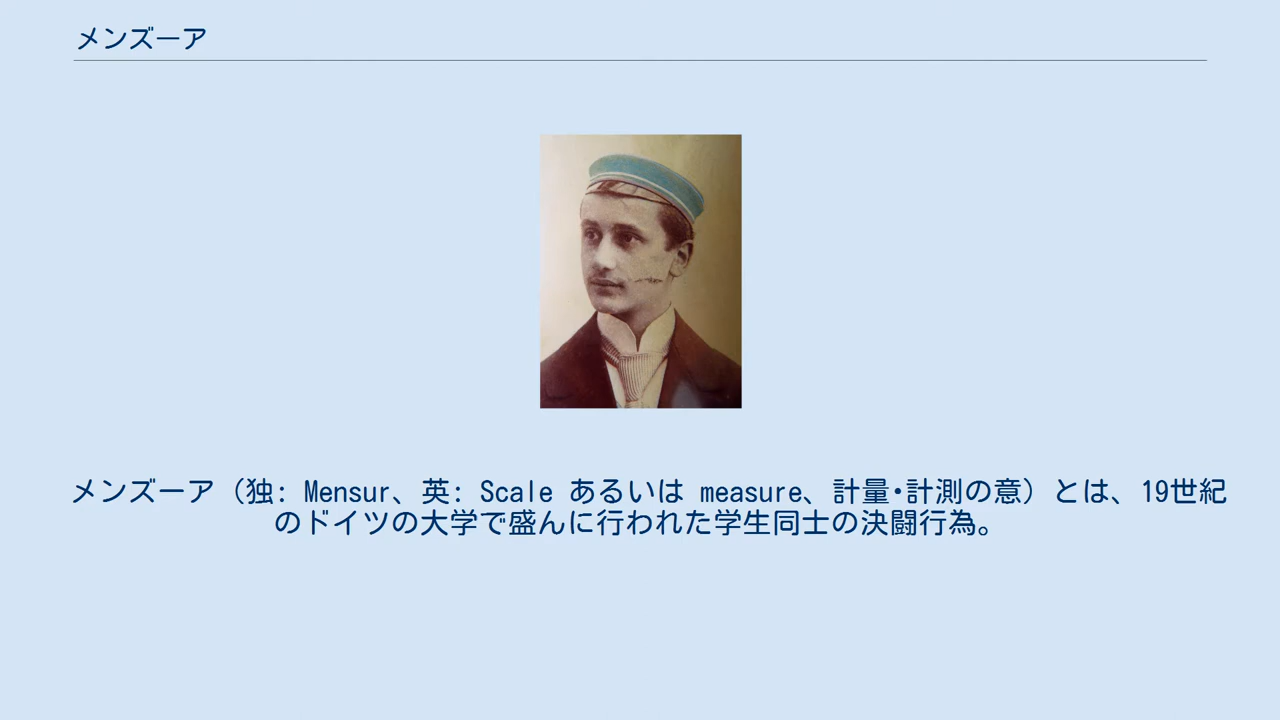 メンズーア
メンズーア（独: Mensur、英: Scale あるいは measure、計量・計測の意）とは、19世紀
のドイツの大学で盛んに行われた学生同士の決闘行為。